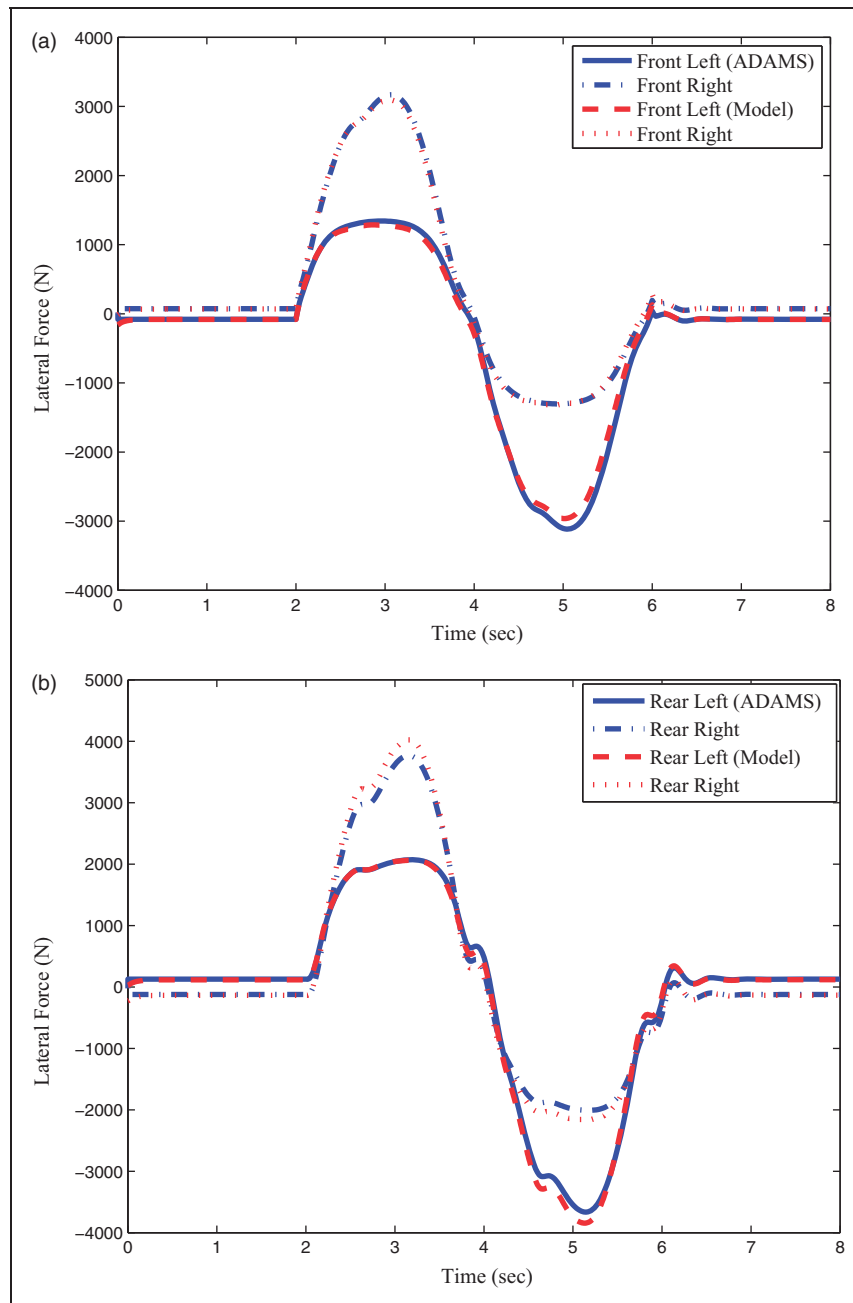 (a)
4000
3000
2000
1000
0
−1000
−2000
−3000
−4000
Lateral Force (N)
Front Left (ADAMS)
Front Right
Front Left (Model)
Front Right
0 1 2 3 4 5 6 7 8
Time (sec)
(b)
5000
4000
3000
2000
1000
0
−1000
−2000
−3000
−4000
Lateral Force (N)
Rear Left (ADAMS)
Rear Right
Rear Left (Model)
Rear Right
0 1 2 3 4 5 6 7 8
Time (sec)